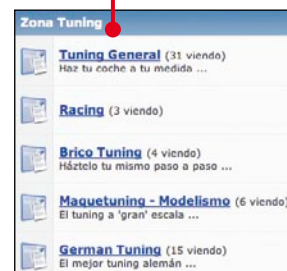 Zona Tuning
Tuning General (31 viendo)
Haz tu coche a tu medida ...
Racing (3 viendo)
Brico Tuning (4 viendo)
Háztelo tu mismo paso a paso ...
Maquetuning - Modelismo (6 viendo)
El tuning a 'gran' escala ...
German Tuning (15 viendo)
El mejor tuning alemán ...